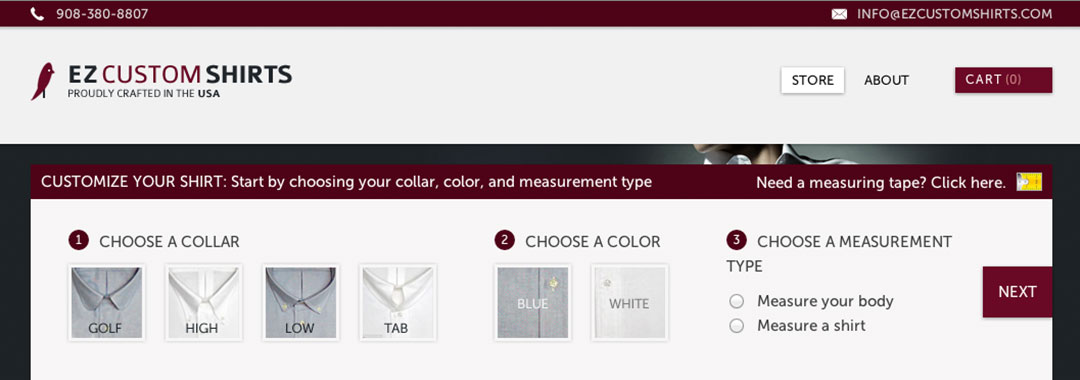 908-380-8807
INFO@EZCUSTOMSHIRTS.COM
EZ CUSTOM SHIRTS
PROUDLY CRAFTED IN THE USA
STORE
ABOUT
CART (0)
CUSTOMIZE YOUR SHIRT: Start by choosing your collar, color, and measurement type
Need a measuring tape? Click here.
1 CHOOSE A COLLAR
GOLF
HIGH
LOW
TAB
2 CHOOSE A COLOR
BLUE
WHITE
3 CHOOSE A MEASUREMENT
TYPE
Measure your body
Measure a shirt
NEXT